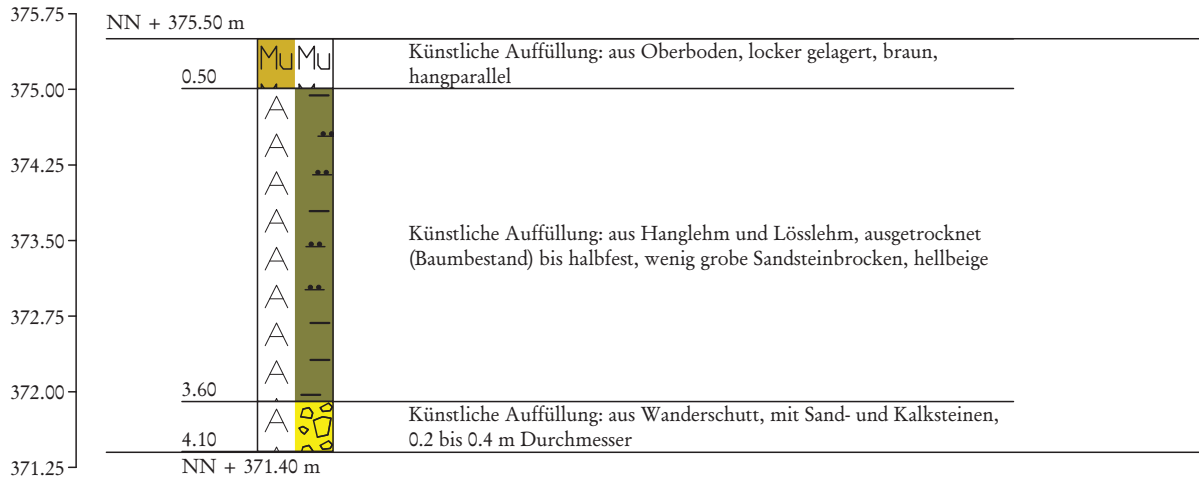 375.75
NN + 375.50 m
Mu Mu
Künstliche Auffüllung: aus Oberboden, locker gelagert, braun,
hangparallel
0.50
375.00
A
A
374.25
A
A
373.50
A
Künstliche Auffüllung: aus Hanglehm und Lösslehm, ausgetrocknet
(Baumbestand) bis halbfest, wenig grobe Sandsteinbrocken, hellbeige
A
372.75
A
A
3.60
372.00
A
Künstliche Auffüllung: aus Wanderschutt, mit Sand- und Kalksteinen,
0.2 bis 0.4 m Durchmesser
4.10
371.25
NN + 371.40 m